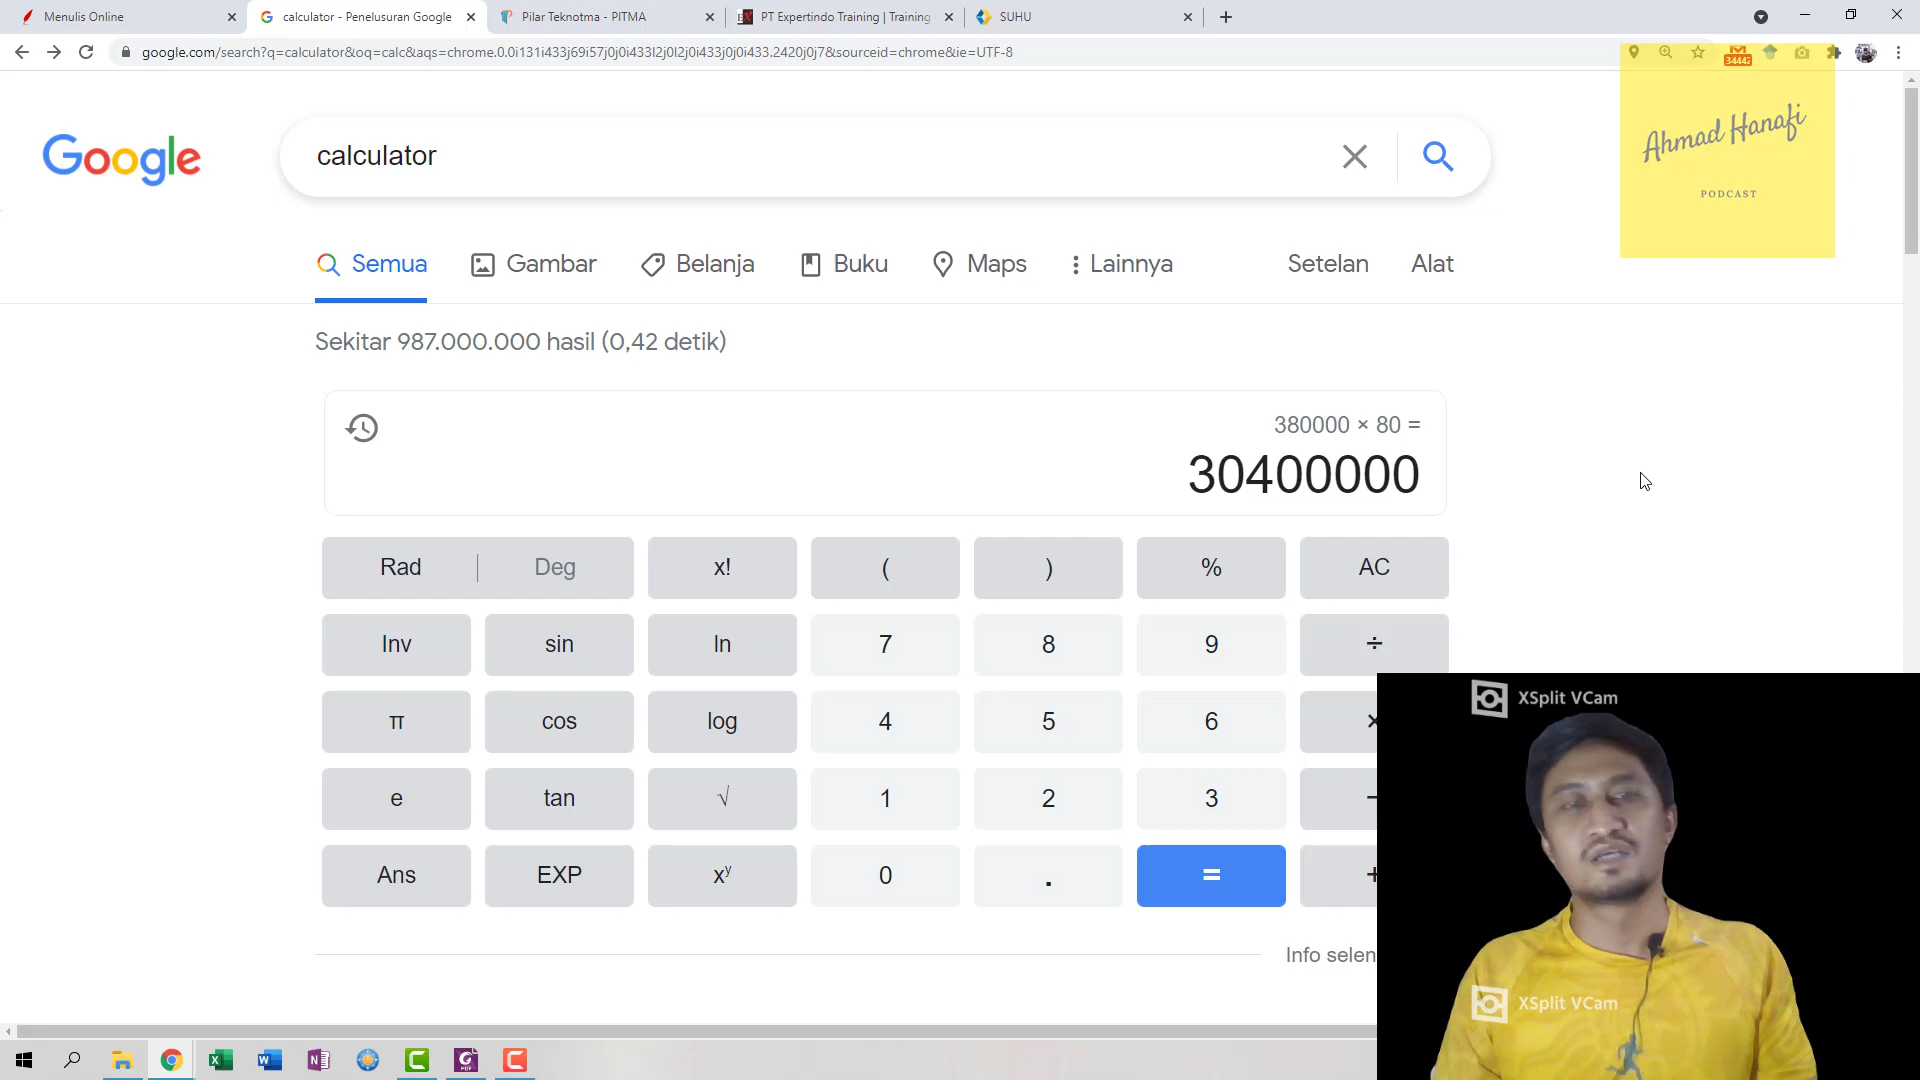 Menulis Online
calculator - Penelusuran Google
Pilar Teknotma - PITMA
PT Expertindo Training | Training
SUHU
google.com/search?q=calculator&oq=calc&aqs=chrome.0.0i131i433j69i57j0j0i433l2j0l2j0i433j0j0i433.2420j0j7&sourceid=chrome&ie=UTF-8
34442
Ahmad Hanafi
PODCAST
Google
calculator
Semua
Gambar
Belanja
Buku
Maps
Lainnya
Setelan
Alat
Sekitar 987.000.000 hasil (0,42 detik)
380000 × 80 =
30400000
Rad | Deg x! ( ) % AC
Inv sin ln 7 8 9 ÷
π cos log 4 5 6 ×
e tan √ 1 2 3 −
Ans EXP xʸ 0 . = +
XSplit VCam
Info selen
XSplit VCam